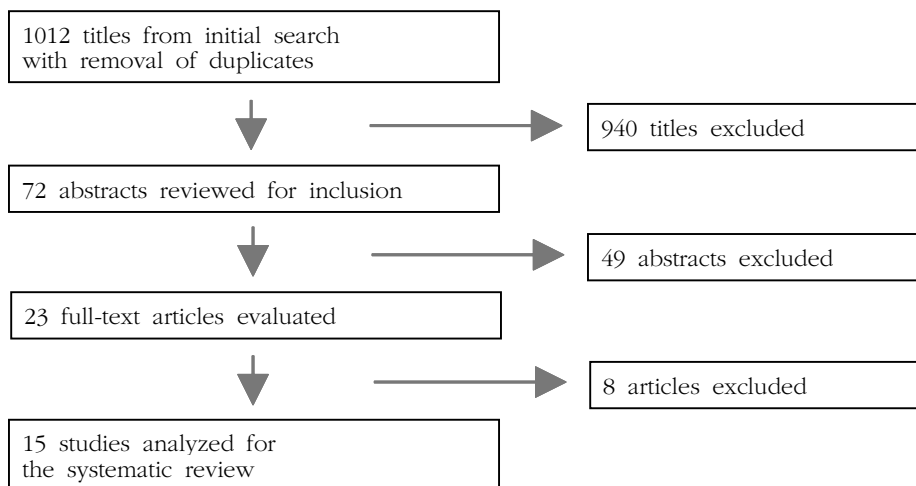 1012 titles from initial search
with removal of duplicates
940 titles excluded
72 abstracts reviewed for inclusion
49 abstracts excluded
23 full-text articles evaluated
8 articles excluded
15 studies analyzed for
the systematic review